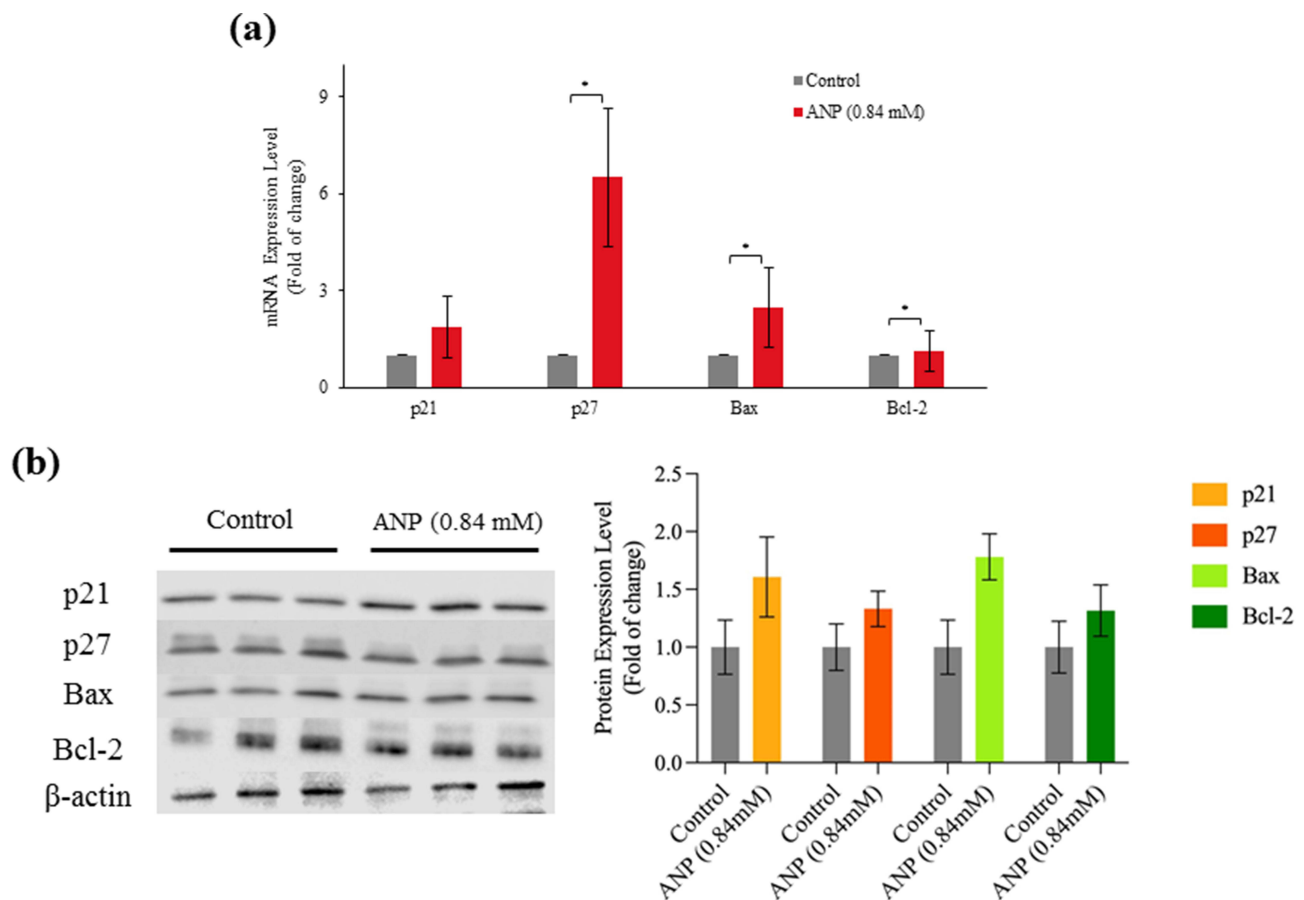 (a)
mRNA Expression Level
(Fold of change)
9
6
3
0
*
*
*
Control
ANP (0.84 mM)
p21
p27
Bax
Bcl-2
(b)
Control
ANP (0.84 mM)
p21
p27
Bax
Bcl-2
β-actin
Protein Expression Level
(Fold of change)
2.5
2.0
1.5
1.0
0.5
0.0
Control
ANP (0.84mM)
Control
ANP (0.84mM)
Control
ANP (0.84mM)
Control
ANP (0.84mM)
p21
p27
Bax
Bcl-2